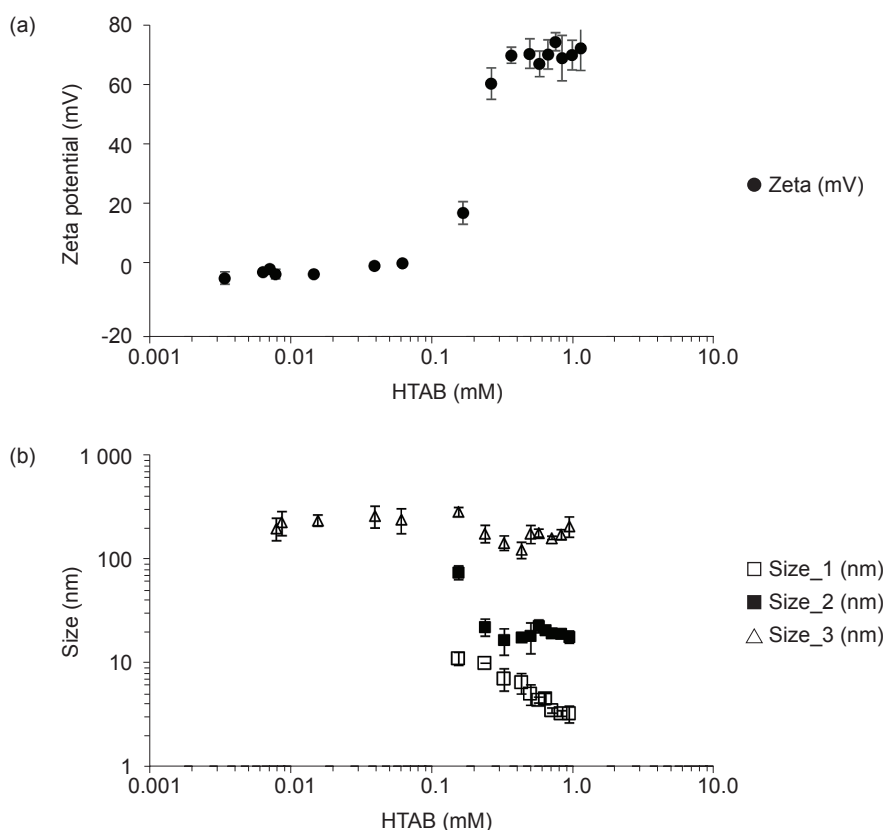 (a)
80
60
40
20
0
-20
Zeta potential (mV)
0.001 0.01 0.1 1.0 10.0
HTAB (mM)
Zeta (mV)
(b)
1 000
100
10
1
Size (nm)
0.001 0.01 0.1 1.0 10.0
HTAB (mM)
Size_1 (nm)
Size_2 (nm)
Size_3 (nm)